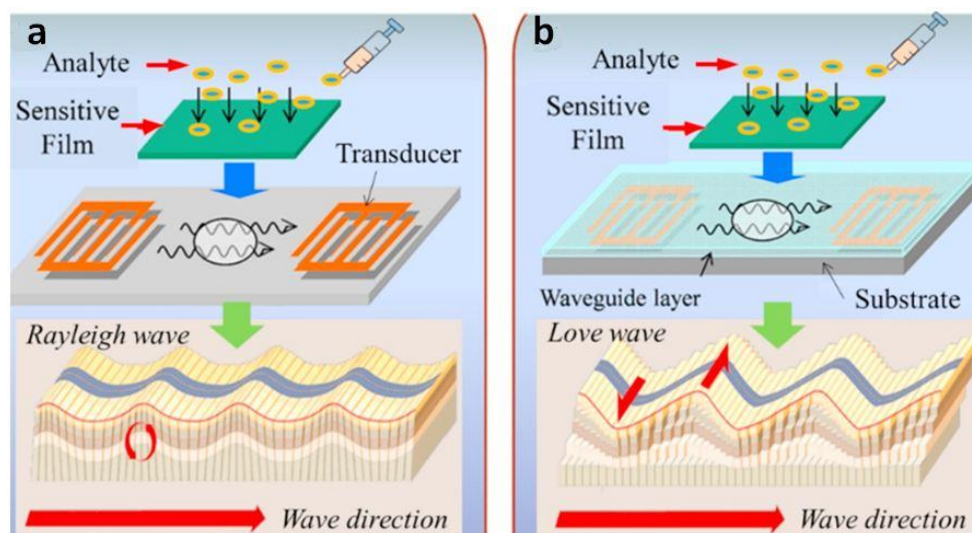 a
Analyte
Sensitive
Film
Transducer
Rayleigh wave
Wave direction
b
Analyte
Sensitive
Film
Waveguide layer
Substrate
Love wave
Wave direction